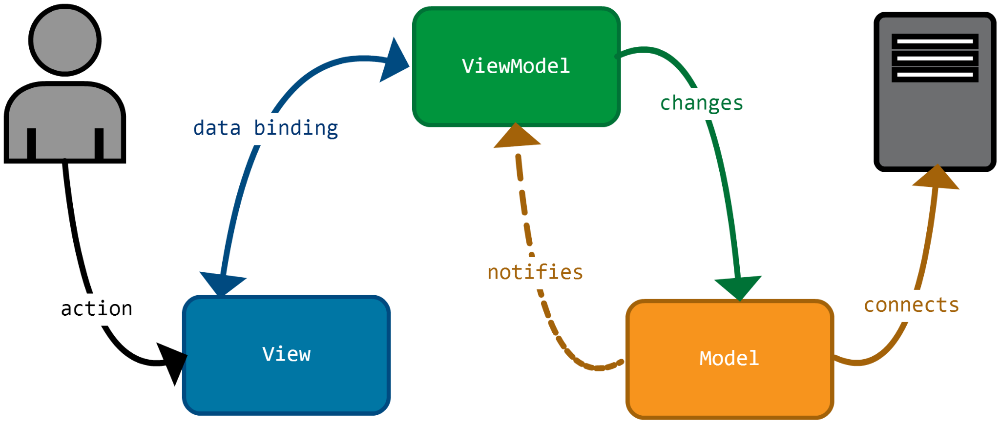 ViewModel
changes
data binding
notifies
connects
action
View
Model